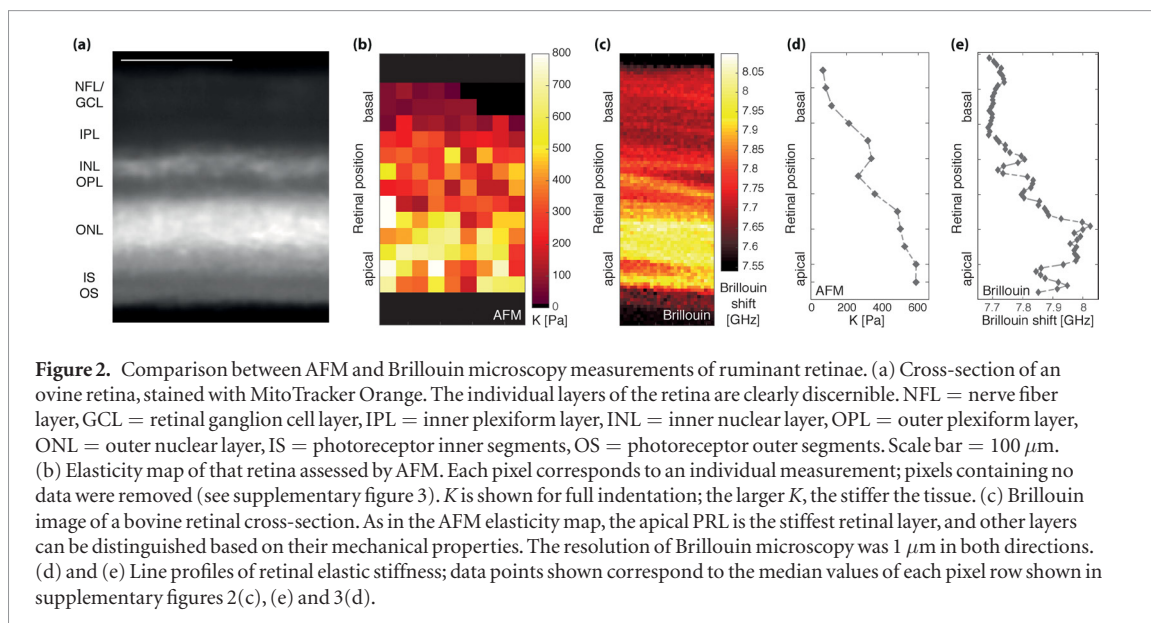 (a)
(b)
(c)
(d)
(e)
NFL/
GCL
IPL
INL
OPL
ONL
IS
OS
basal
Retinal position
apical
AFM
800
700
600
500
400
300
200
100
0
K [Pa]
basal
Retinal position
apical
Brillouin
8.05
8
7.95
7.9
7.85
7.8
7.75
7.7
7.65
7.6
7.55
Brillouin
shift
[GHz]
basal
Retinal position
apical
AFM
0 200 400 600
K [Pa]
Retinal position
Brillouin
7.7 7.8 7.9 8
Brillouin shift [GHz]
Figure 2. Comparison between AFM and Brillouin microscopy measurements of ruminant retinae. (a) Cross-section of an
ovine retina, stained with MitoTracker Orange. The individual layers of the retina are clearly discernible. NFL = nerve fiber
layer, GCL = retinal ganglion cell layer, IPL = inner plexiform layer, INL = inner nuclear layer, OPL = outer plexiform layer,
ONL = outer nuclear layer, IS = photoreceptor inner segments, OS = photoreceptor outer segments. Scale bar = 100 μm.
(b) Elasticity map of that retina assessed by AFM. Each pixel corresponds to an individual measurement; pixels containing no
data were removed (see supplementary figure 3). K is shown for full indentation; the larger K, the stiffer the tissue. (c) Brillouin
image of a bovine retinal cross-section. As in the AFM elasticity map, the apical PRL is the stiffest retinal layer, and other layers
can be distinguished based on their mechanical properties. The resolution of Brillouin microscopy was 1 μm in both directions.
(d) and (e) Line profiles of retinal elastic stiffness; data points shown correspond to the median values of each pixel row shown in
supplementary figures 2(c), (e) and 3(d).